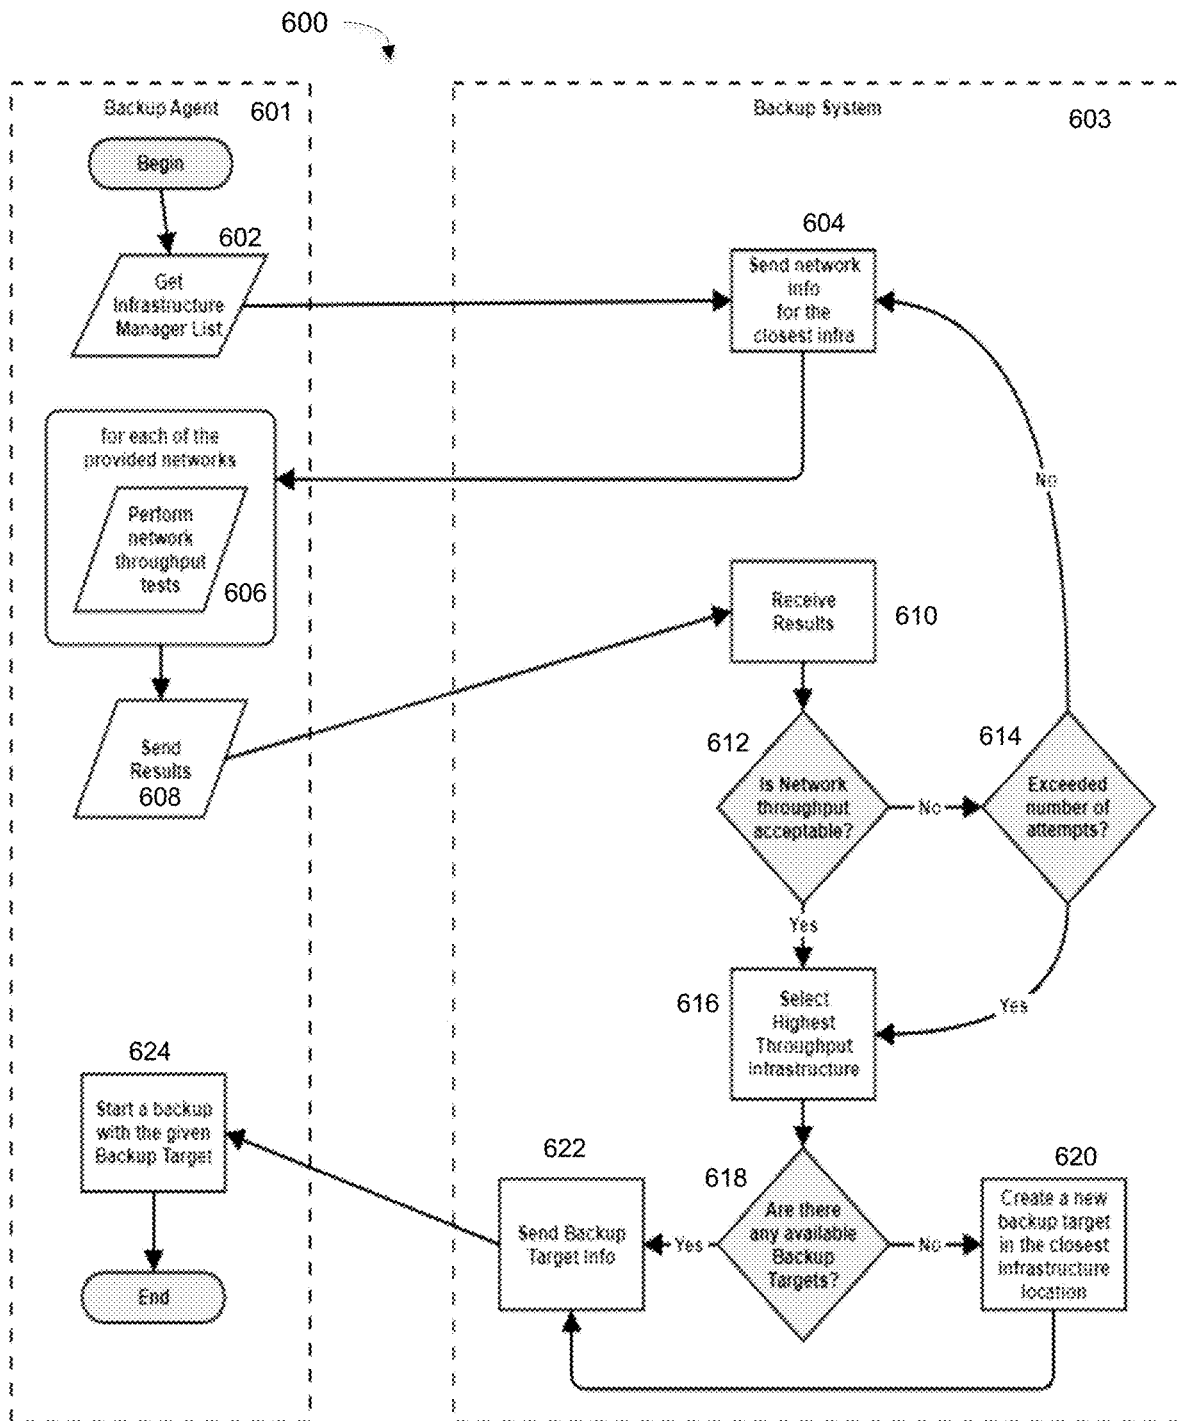 600
Backup Agent
601
Backup System
603
Begin
602
Get
Infrastructure
Manager List
604
Send network
info
for the
closest infra
for each of the
provided networks
Perform
network
throughput
tests
606
No
Receive
Results
610
Send
Results
608
612
Is Network
throughput
acceptable?
No
614
Exceeded
number of
attempts?
Yes
Yes
616
Select
Highest
Throughput
Infrastructure
624
Start a backup
with the given
Backup Target
622
Send Backup
Target Info
618
Are there
any available
Backup
Targets?
Yes
No
620
Create a new
backup target
in the closest
infrastructure
location
End